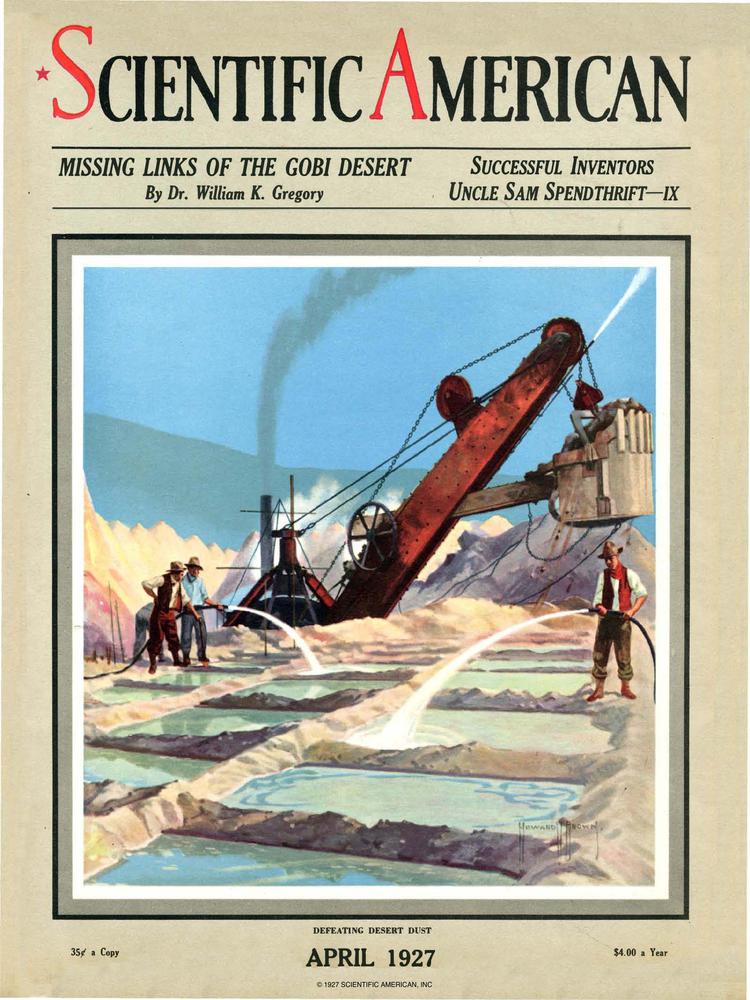 SCIENTIFIC AMERICAN
MISSING LINKS OF THE GOBI DESERT
By Dr. William K. Gregory
SUCCESSFUL INVENTORS
UNCLE SAM SPENDTHRIFT—IX
HOWARD V BROWN
DEFEATING DESERT DUST
35¢ a Copy
APRIL 1927
$4.00 a Year
© 1927 SCIENTIFIC AMERICAN, INC